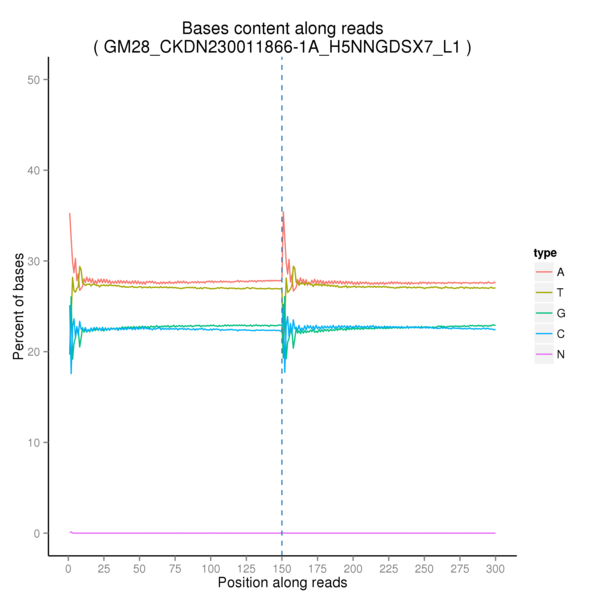 Bases content along reads
( GM28_CKDN230011866-1A_H5NNGDSX7_L1 )
Percent of bases
50
40
30
20
10
0
0 25 50 75 100 125 150 175 200 225 250 275 300
Position along reads
type
A
T
G
C
N